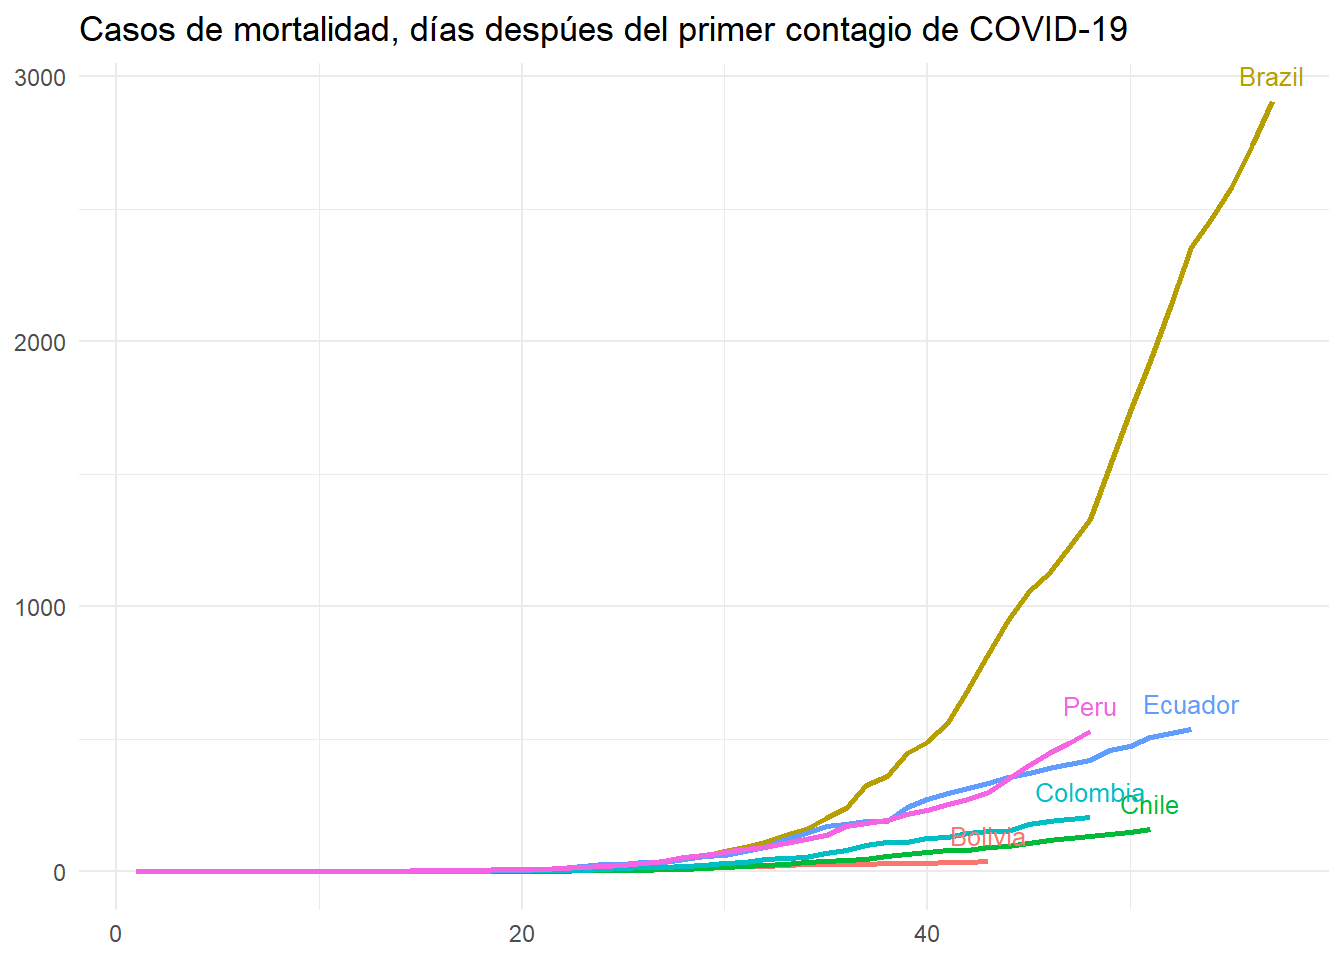 Casos de mortalidad, días despúes del primer contagio de COVID-19
3000
Brazil
2000
1000
Peru
Ecuador
Colombia
Chile
Bolivia
0
0
20
40